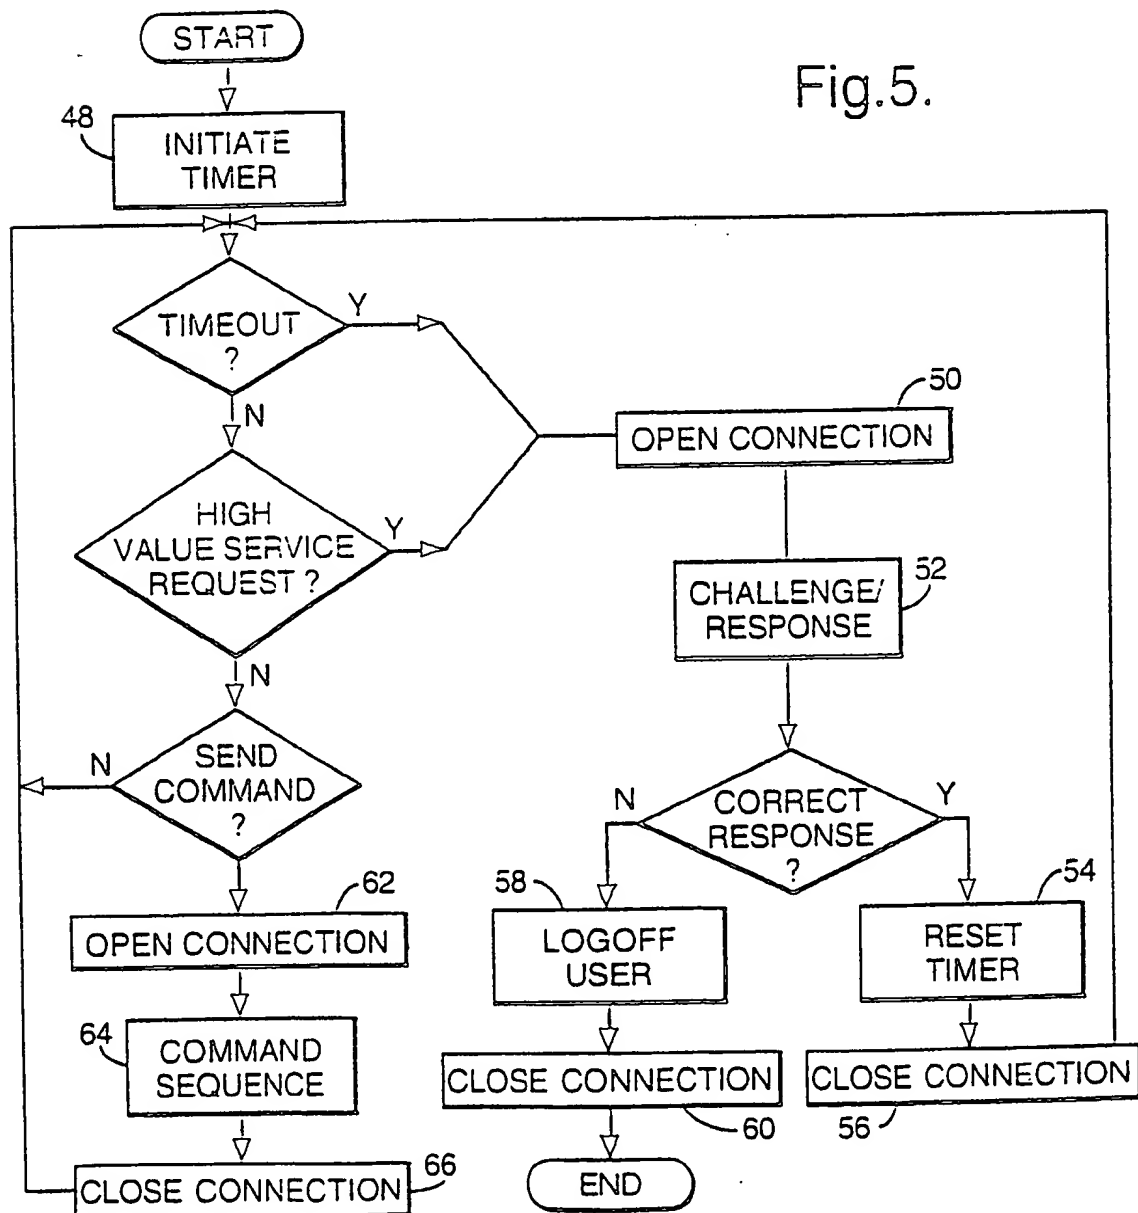 START
Fig.5.
48
INITIATE
TIMER
TIMEOUT
?
Y
N
50
OPEN CONNECTION
HIGH
VALUE SERVICE
REQUEST ?
Y
N
52
CHALLENGE/
RESPONSE
SEND
COMMAND
?
N
CORRECT
RESPONSE
?
N
Y
62
OPEN CONNECTION
58
LOGOFF
USER
54
RESET
TIMER
64
COMMAND
SEQUENCE
CLOSE CONNECTION
60
CLOSE CONNECTION
56
CLOSE CONNECTION
66
END